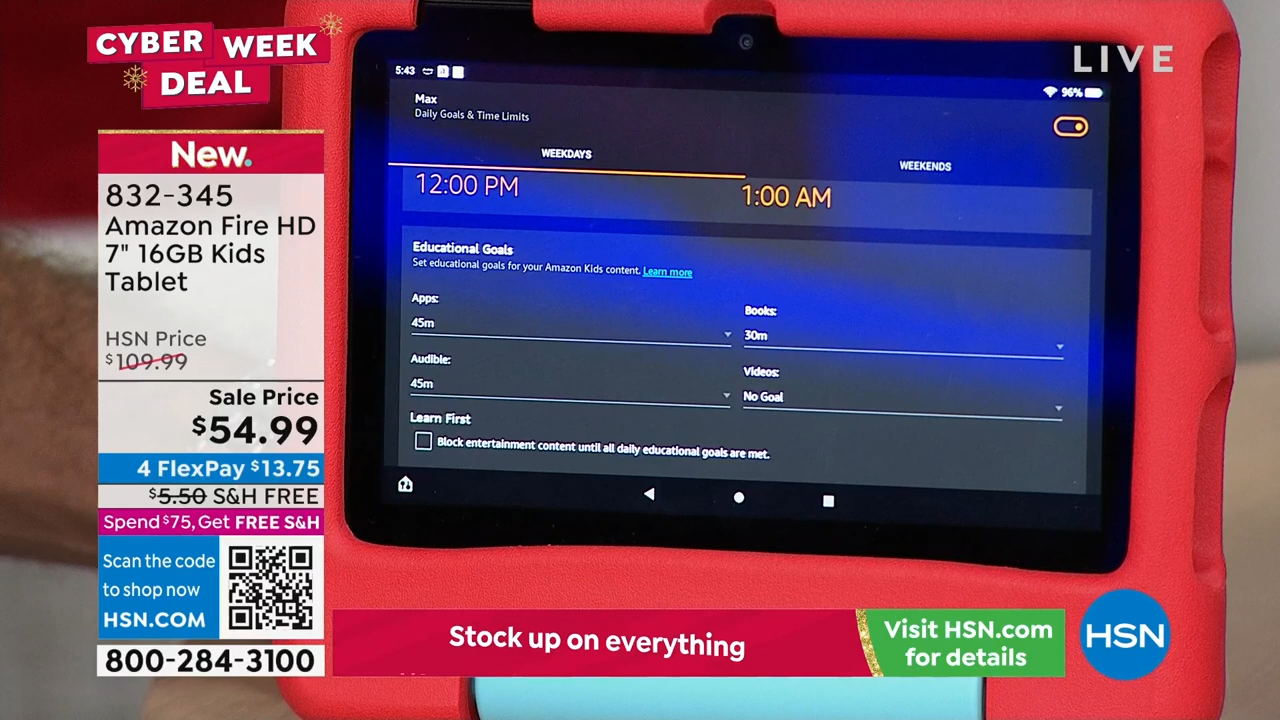 CYBER WEEK
DEAL
LIVE
New.
832-345
Amazon Fire HD
7" 16GB Kids
Tablet
HSN Price
$109.99
Sale Price
$54.99
4 FlexPay $13.75
$5.50 S&H FREE
Spend $75, Get FREE S&H
Scan the code
to shop now
HSN.COM
800-284-3100
5:43
96%
Max
Daily Goals & Time Limits
WEEKDAYS
WEEKENDS
12:00 PM
1:00 AM
Educational Goals
Set educational goals for your Amazon Kids content. Learn more
Apps:
45m
Books:
30m
Audible:
45m
Videos:
No Goal
Learn First
Block entertainment content until all daily educational goals are met.
Stock up on everything
Visit HSN.com
for details
HSN